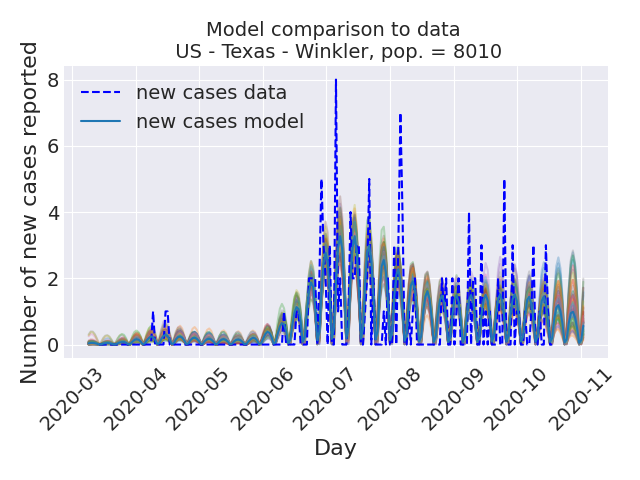 Model comparison to data
US - Texas - Winkler, pop. = 8010
Number of new cases reported
8
6
4
2
0
new cases data
new cases model
2020-03
2020-04
2020-05
2020-06
2020-07
2020-08
2020-09
2020-10
2020-11
Day